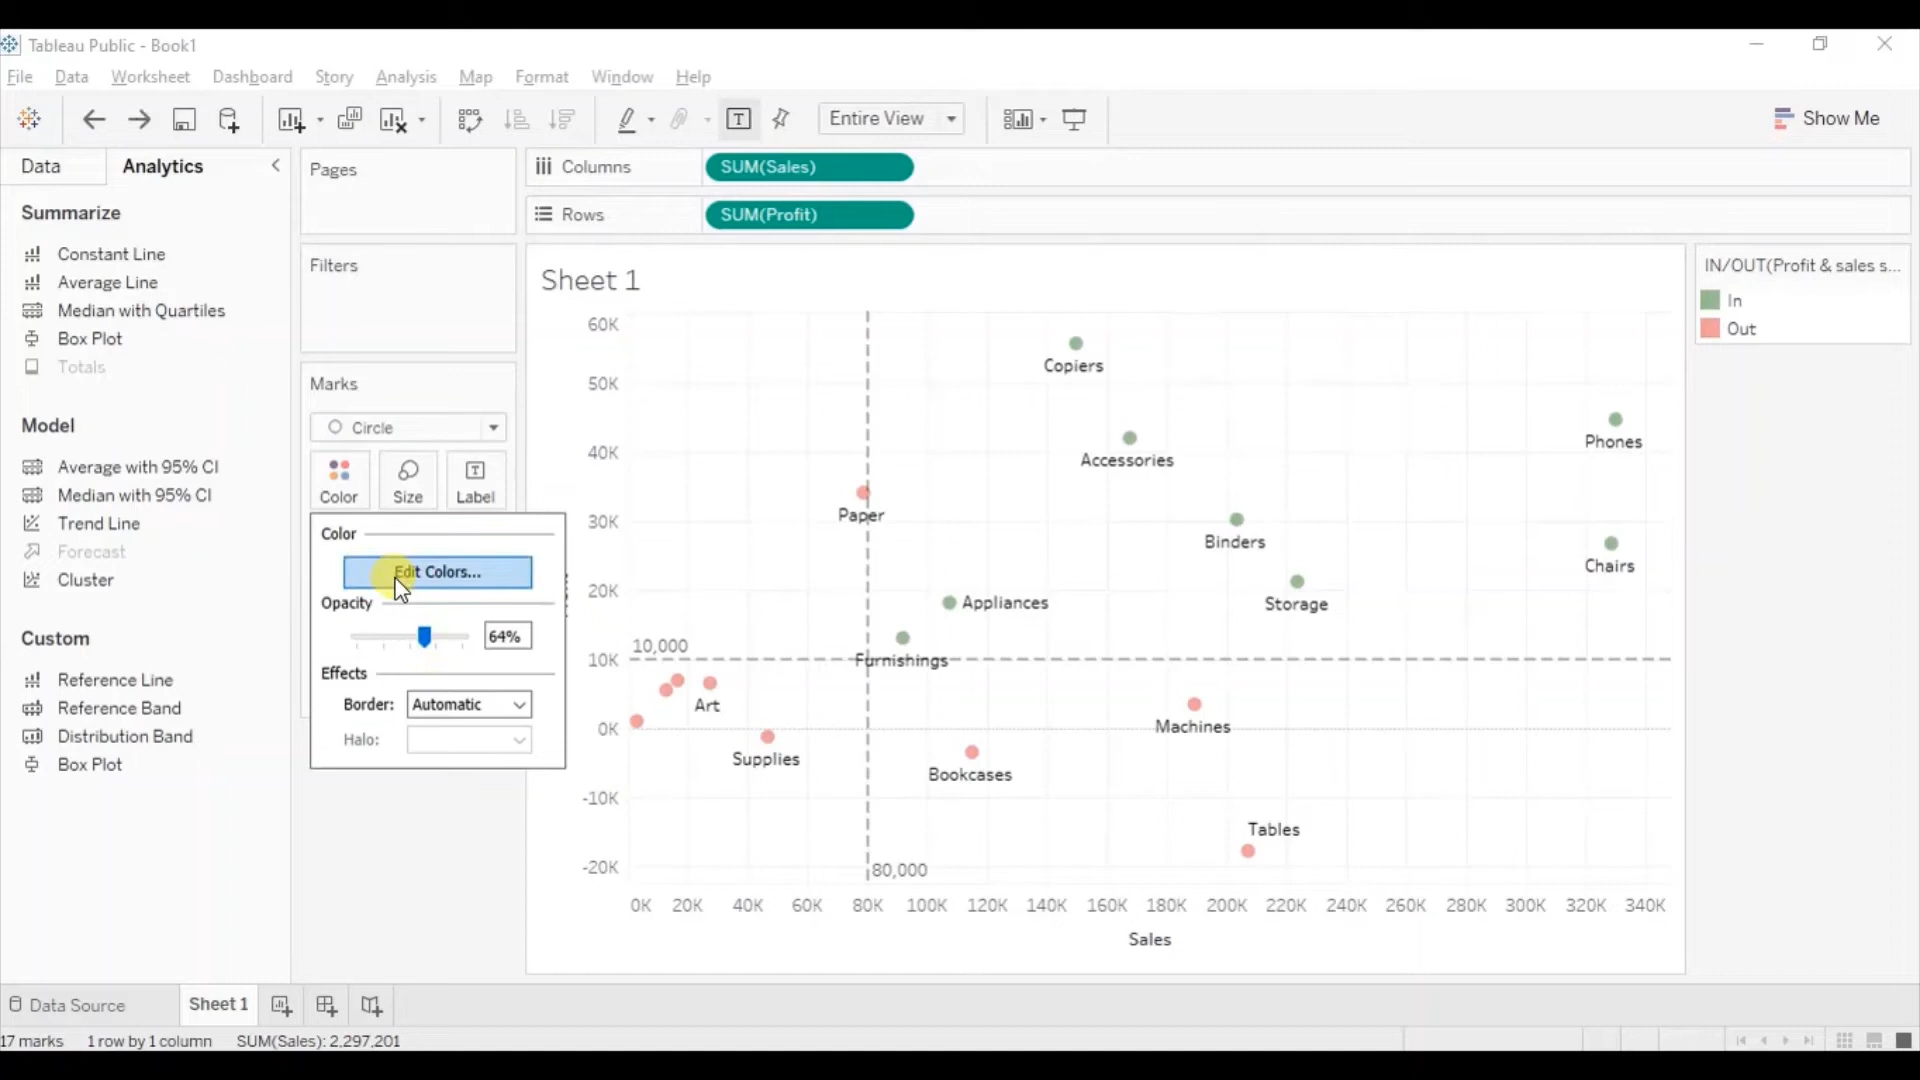 Tableau Public - Book1
File Data Worksheet Dashboard Story Analysis Map Format Window Help
Entire View
Show Me
Data Analytics
Summarize
Constant Line
Average Line
Median with Quartiles
Box Plot
Totals
Model
Average with 95% CI
Median with 95% CI
Trend Line
Forecast
Cluster
Custom
Reference Line
Reference Band
Distribution Band
Box Plot
Pages
Filters
Marks
Circle
Color Size Label
Color
Edit Colors...
Opacity
64%
Effects
Border: Automatic
Halo:
Columns SUM(Sales)
Rows SUM(Profit)
Sheet 1
60K
50K
40K
30K
20K
10K
0K
-10K
-20K
Copiers
Phones
Accessories
Paper
Binders
Chairs
Appliances
Storage
10,000
Furnishings
Art
Machines
Supplies
Bookcases
Tables
80,000
0K 20K 40K 60K 80K 100K 120K 140K 160K 180K 200K 220K 240K 260K 280K 300K 320K 340K
Sales
IN/OUT(Profit & sales s...
In
Out
Data Source Sheet 1
17 marks 1 row by 1 column SUM(Sales): 2,297,201